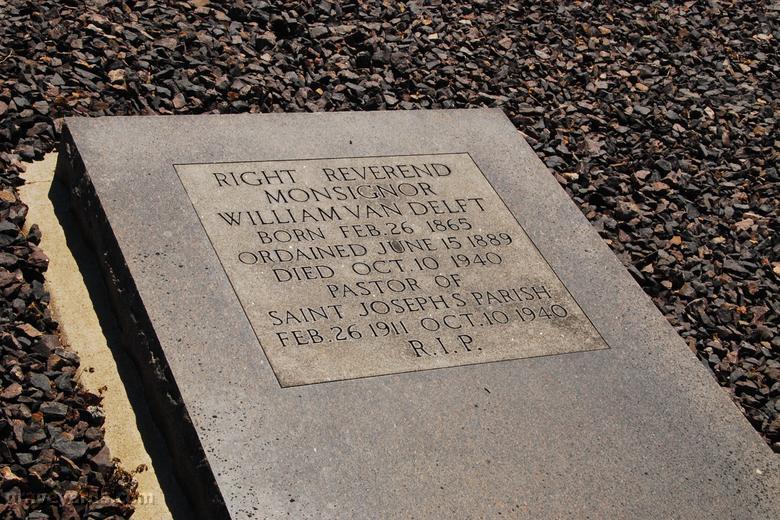 RIGHT REVEREND
MONSIGNOR
WILLIAM VAN DELFT
BORN FEB. 26 1865
ORDAINED JUNE 15 1889
DIED OCT. 10 1940
PASTOR OF
SAINT JOSEPH'S PARISH
FEB. 26 1911 OCT. 10 1940
R.I.P.